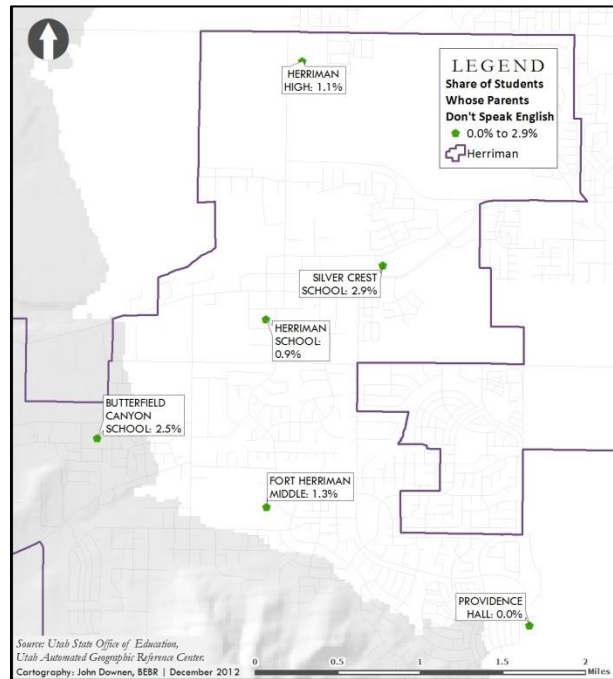 HERRIMAN
HIGH: 1.1%
LEGEND
Share of Students
Whose Parents
Don't Speak English
0.0% to 2.9%
Herriman
SILVER CREST
SCHOOL: 2.9%
HERRIMAN
SCHOOL:
0.9%
BUTTERFIELD
CANYON
SCHOOL: 2.5%
FORT HERRIMAN
MIDDLE: 1.3%
PROVIDENCE
HALL: 0.0%
Source: Utah State Office of Education,
Utah Automated Geographic Reference Center.
Cartography: John Downen, BEBR | December 2012
0 0.5 1 1.5 2
Miles